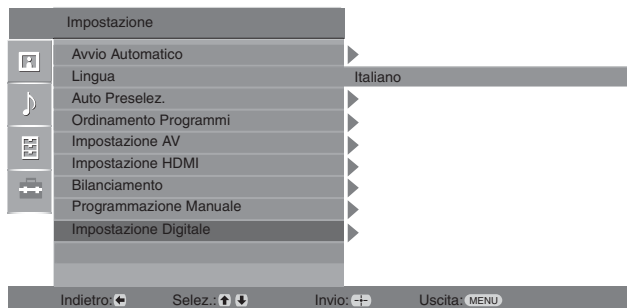 Impostazione
Avvio Automatico
Lingua Italiano
Auto Preselez.
Ordinamento Programmi
Impostazione AV
Impostazione HDMI
Bilanciamento
Programmazione Manuale
Impostazione Digitale
Indietro: Selez.: Invio: Uscita: MENU